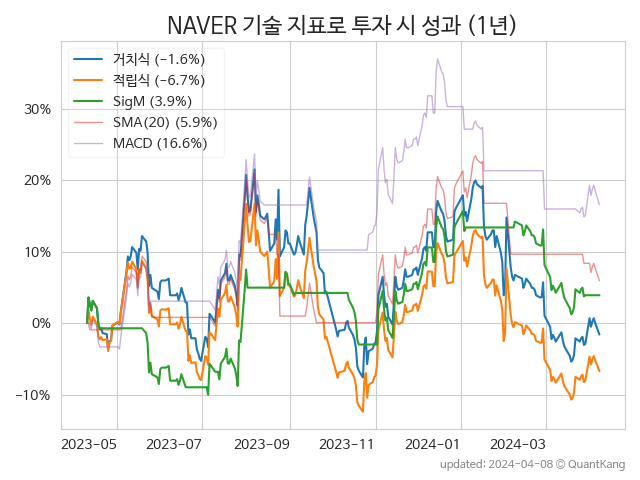 NAVER 기술 지표로 투자 시 성과 (1년)
거치식 (−1.6%)
적립식 (−6.7%)
SigM (3.9%)
SMA(20) (5.9%)
MACD (16.6%)
30%
20%
10%
0%
−10%
2023-05 2023-07 2023-09 2023-11 2024-01 2024-03
updated: 2024-04-08 ⓒ QuantKang